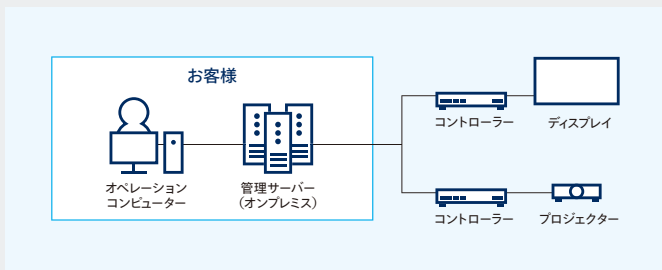 お客様
オペレーション
コンピューター
管理サーバー
（オンプレミス）
コントローラー
ディスプレイ
コントローラー
プロジェクター